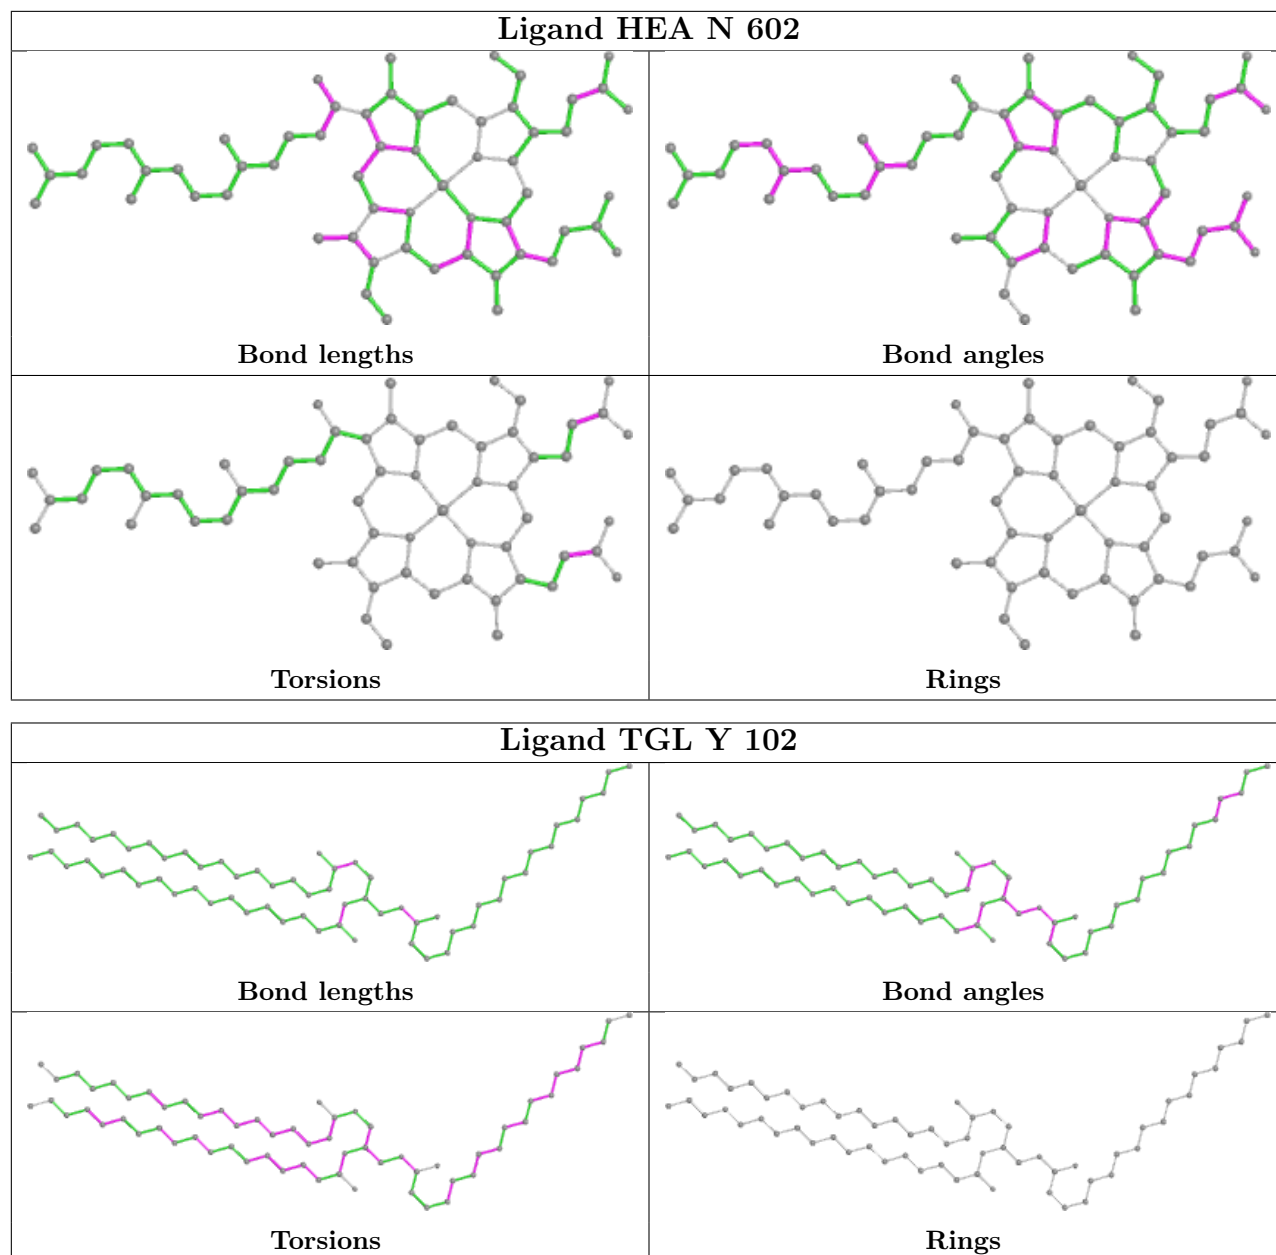 Ligand HEA N 602
Bond lengths
Bond angles
Torsions
Rings
Ligand TGL Y 102
Bond lengths
Bond angles
Torsions
Rings